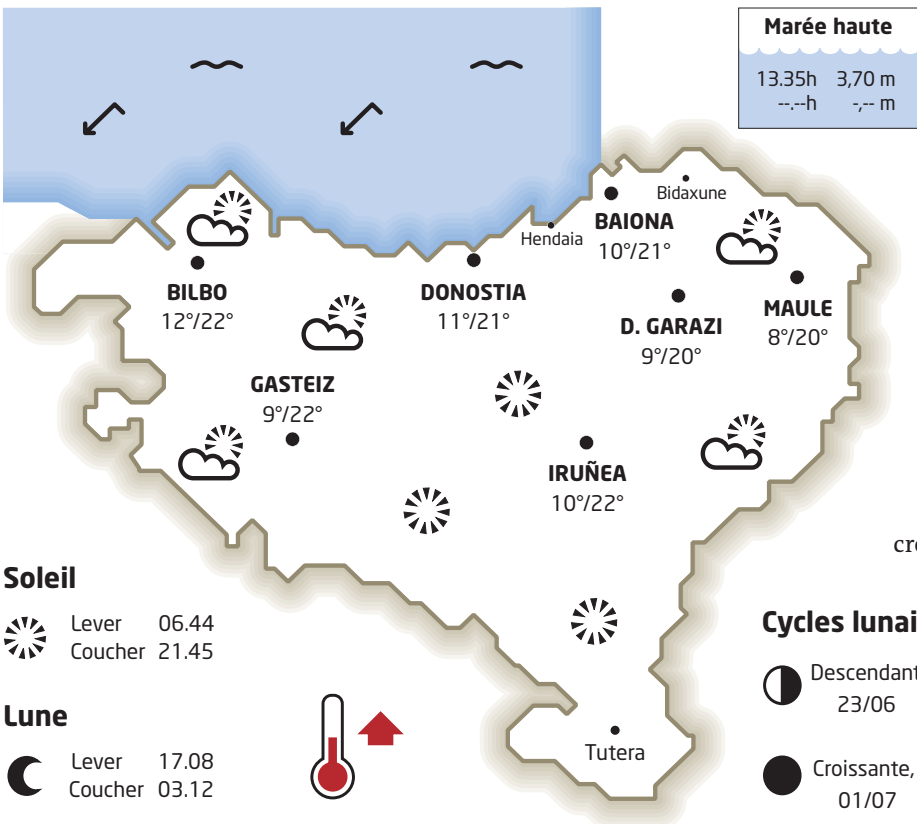 Marée haute
13.35h 3,70 m
--.--h -,-- m
Bidaxune
BAIONA
10°/21°
Hendaia
BILBO
12°/22°
DONOSTIA
11°/21°
D. GARAZI
9°/20°
MAULE
8°/20°
GASTEIZ
9°/22°
IRUÑEA
10°/22°
Tutera
Soleil
Lever 06.44
Coucher 21.45
Lune
Lever 17.08
Coucher 03.12
cre
Cycles lunai
Descendant
23/06
Croissante,
01/07